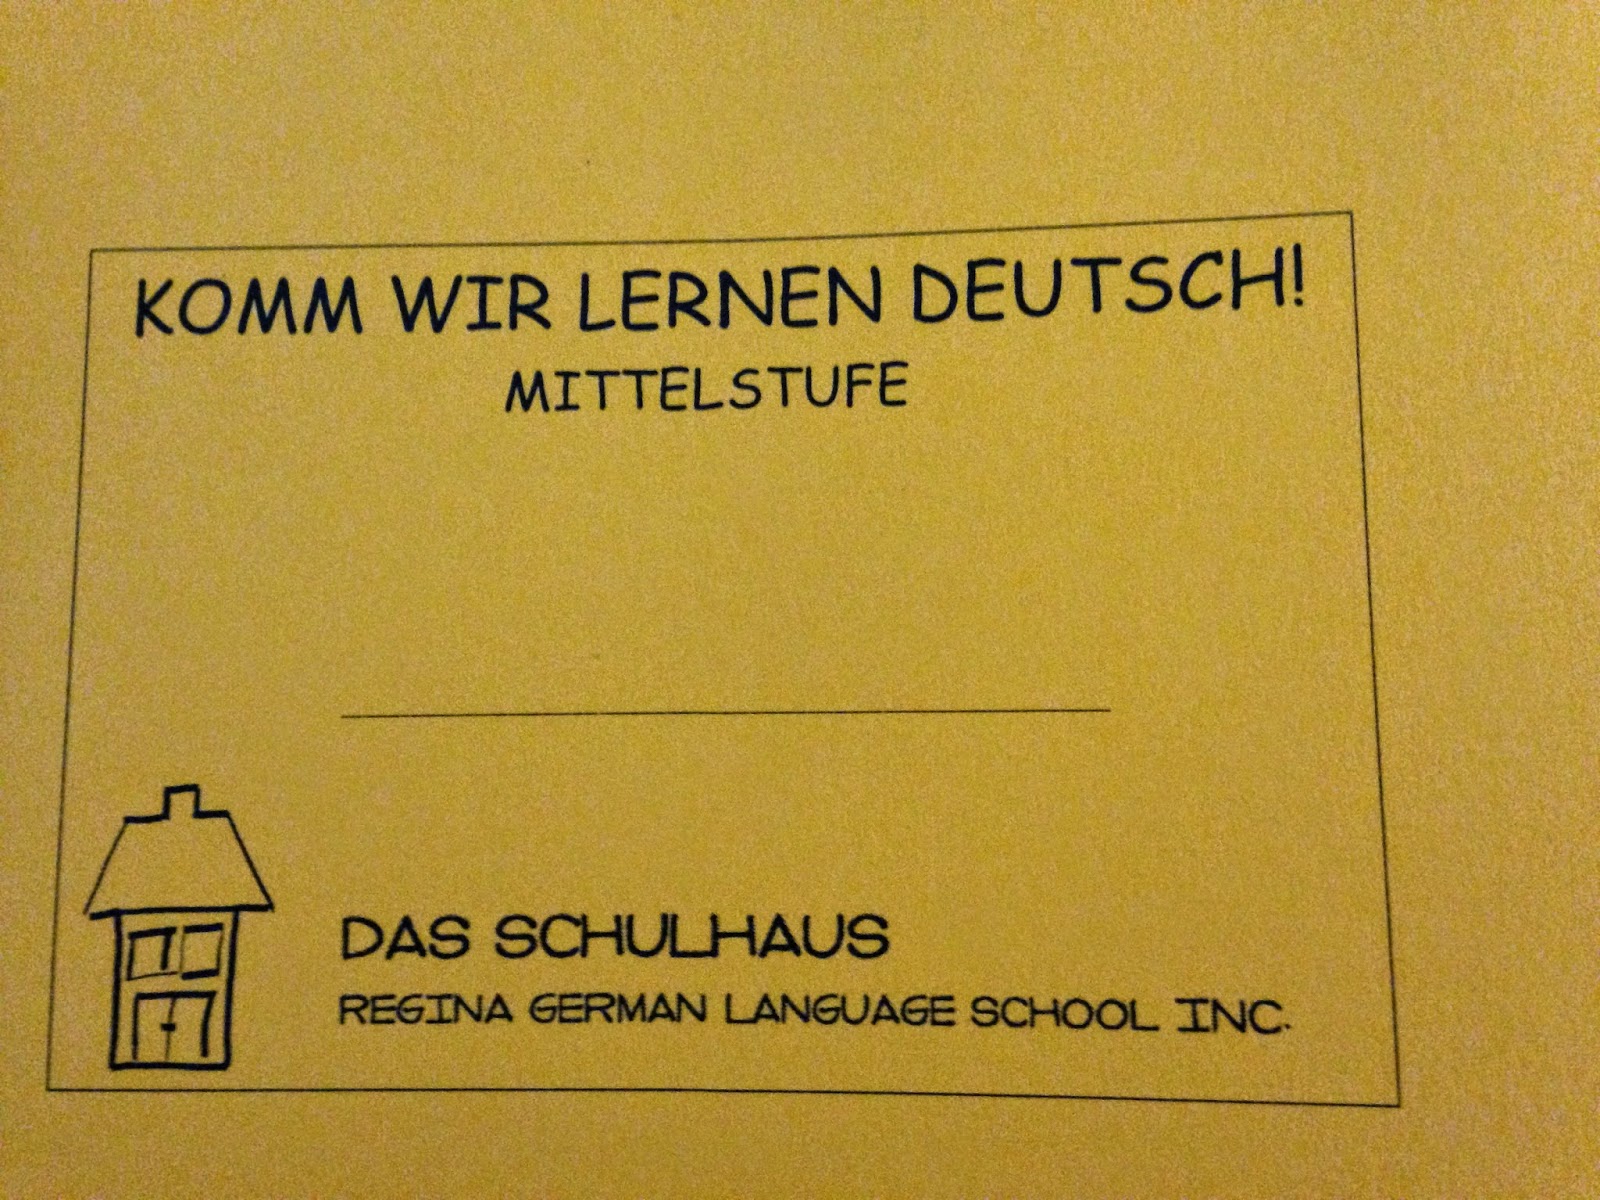 KOMM WIR LERNEN DEUTSCH!
MITTELSTUFE
DAS SCHULHAUS
REGINA GERMAN LANGUAGE SCHOOL INC.